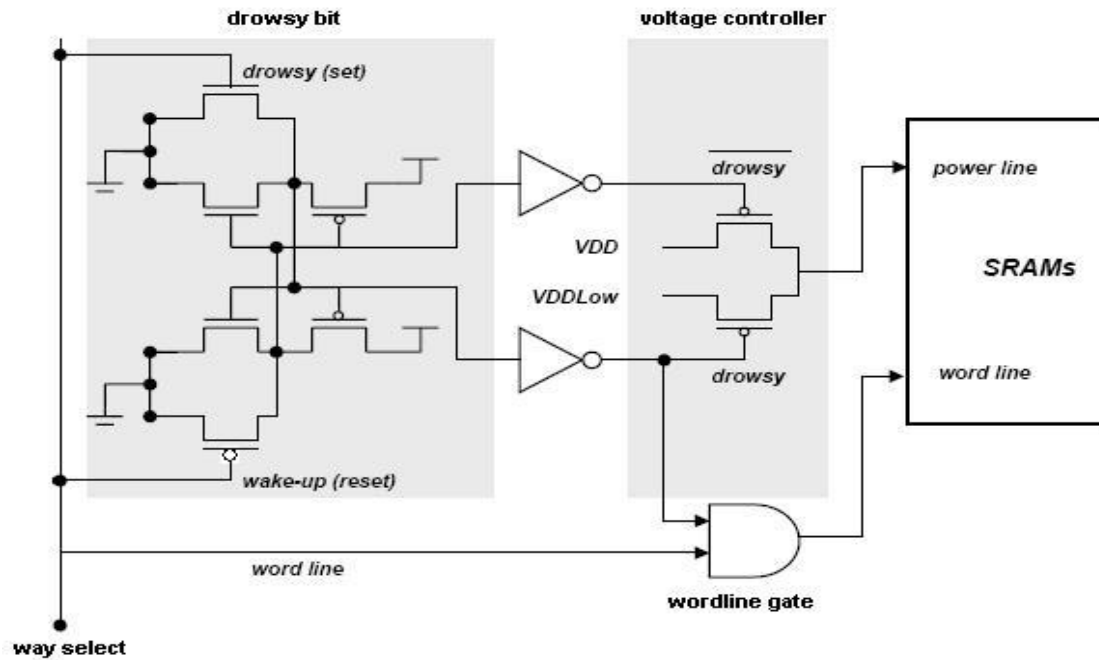 drowsy bit
voltage controller
drowsy (set)
drowsy
power line
VDD
SRAMs
VDDLow
drowsy
word line
wake-up (reset)
word line
wordline gate
way select